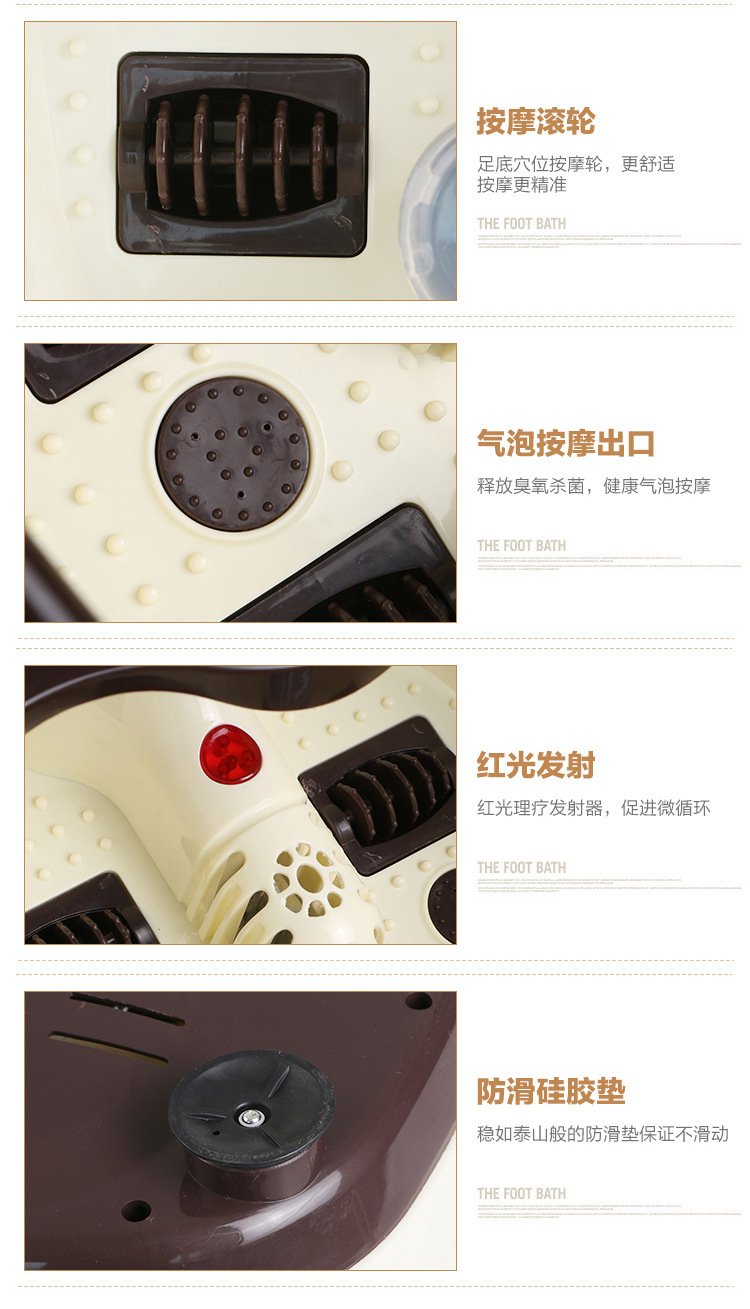 按摩滚轮
足底穴位按摩轮，更舒适
按摩更精准
THE FOOT BATH
气泡按摩出口
释放臭氧杀菌，健康气泡按摩
THE FOOT BATH
红光发射
红光理疗发射器，促进微循环
THE FOOT BATH
防滑硅胶垫
稳如泰山般的防滑垫保证不滑动
THE FOOT BATH